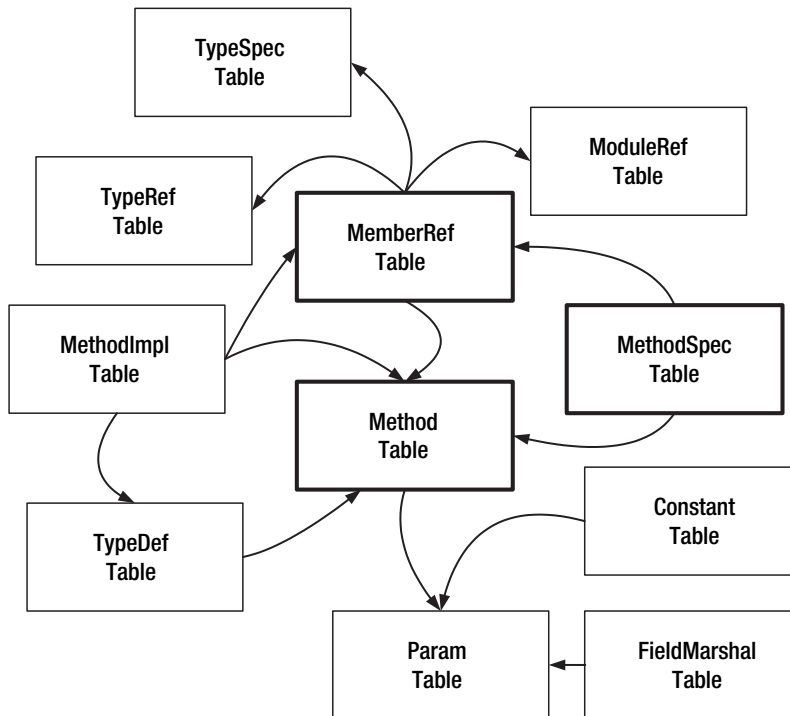 TypeSpec
Table
ModuleRef
Table
TypeRef
Table
MemberRef
Table
MethodImpl
Table
MethodSpec
Table
Method
Table
Constant
Table
TypeDef
Table
Param
Table
FieldMarshal
Table